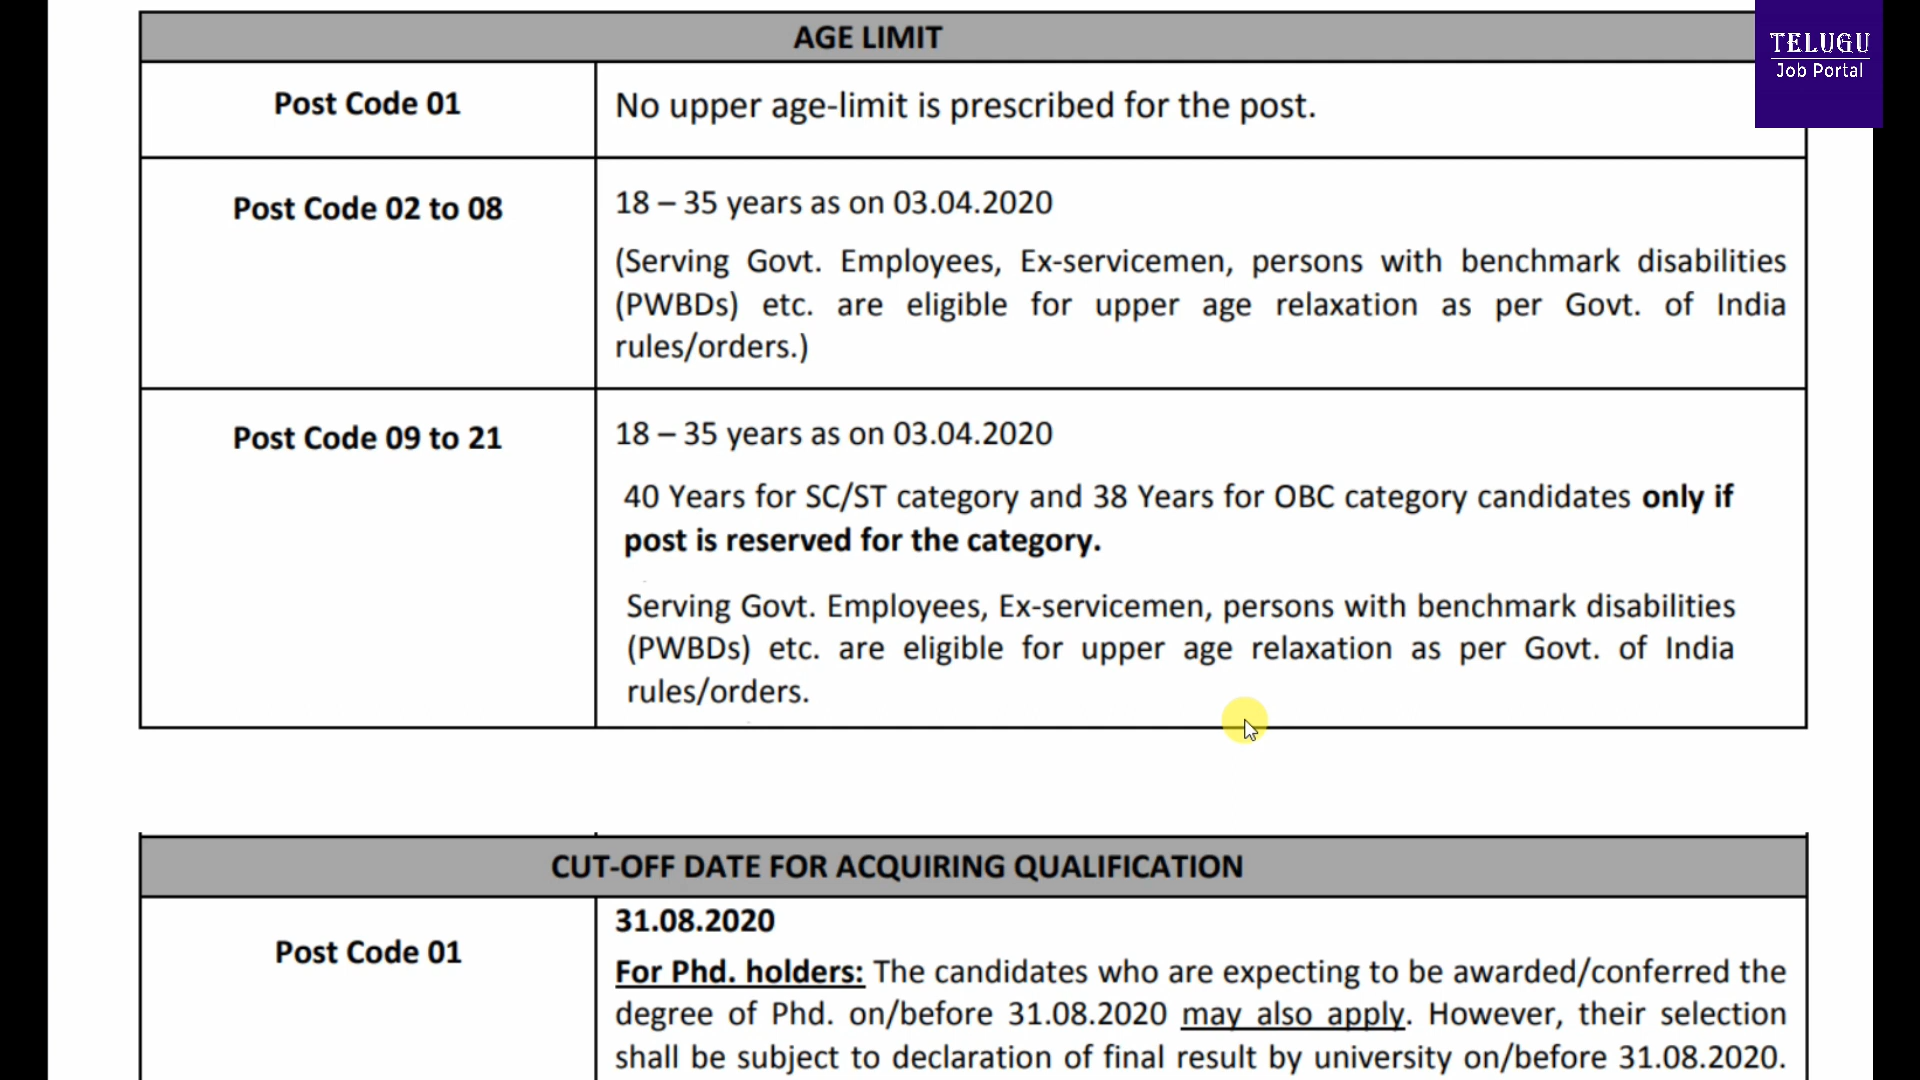 AGE LIMIT
TELUGU
Job Portal
Post Code 01
No upper age-limit is prescribed for the post.
Post Code 02 to 08
18 – 35 years as on 03.04.2020
(Serving Govt. Employees, Ex-servicemen, persons with benchmark disabilities
(PWBDs) etc. are eligible for upper age relaxation as per Govt. of India
rules/orders.)
Post Code 09 to 21
18 – 35 years as on 03.04.2020
40 Years for SC/ST category and 38 Years for OBC category candidates only if
post is reserved for the category.
Serving Govt. Employees, Ex-servicemen, persons with benchmark disabilities
(PWBDs) etc. are eligible for upper age relaxation as per Govt. of India
rules/orders.
CUT-OFF DATE FOR ACQUIRING QUALIFICATION
Post Code 01
31.08.2020
For Phd. holders: The candidates who are expecting to be awarded/conferred the
degree of Phd. on/before 31.08.2020 may also apply. However, their selection
shall be subject to declaration of final result by university on/before 31.08.2020.